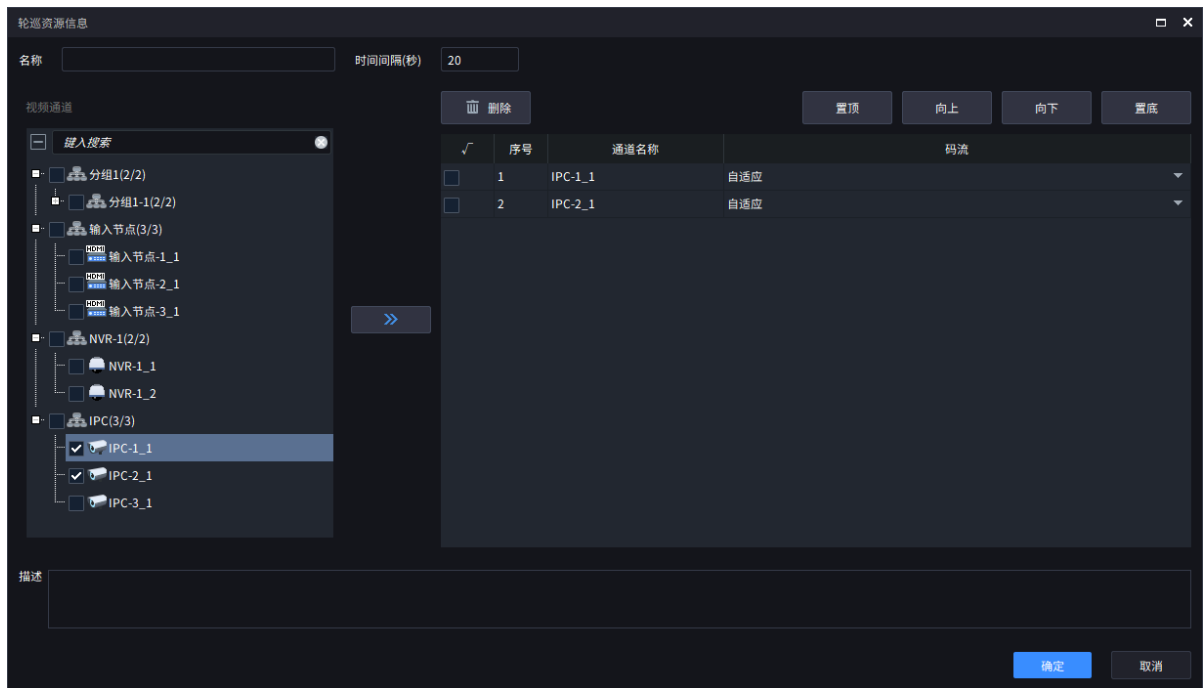 轮巡资源信息
名称 时间间隔(秒) 20
视频通道
删除 置顶 向上 向下 置底
键入搜索
√ 序号 通道名称 码流
1 IPC-1_1 自适应
2 IPC-2_1 自适应
分组1(2/2)
分组1-1(2/2)
输入节点(3/3)
HDMI 输入节点-1_1
HDMI 输入节点-2_1
HDMI 输入节点-3_1
NVR-1(2/2)
NVR-1_1
NVR-1_2
IPC(3/3)
IPC-1_1
IPC-2_1
IPC-3_1
描述
确定 取消